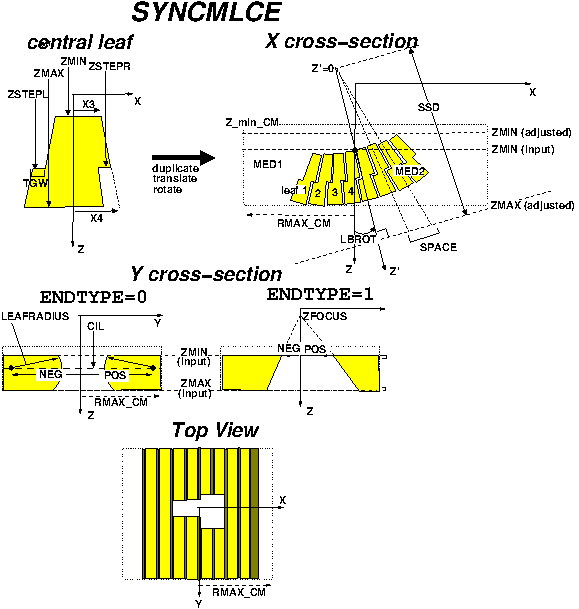 SYNCMLCE
central leaf
X cross-section
ZMIN
ZMAX
ZSTEPR
ZSTEPL
X3
X
TGW
X4
Z
duplicate
translate
rotate
Z'=0
X
SSD
Z_min_CM
ZMIN (adjusted)
ZMIN (input)
MED1
MED2
leaf 1
2
3
4
ZMAX (adjusted)
RMAX_CM
LBROT
SPACE
Z
Z'
Y cross-section
ENDTYPE=0
ENDTYPE=1
LEAFRADIUS
CIL
Y
ZFOCUS
ZMIN
(input)
NEG
POS
NEG
POS
ZMAX
(input)
RMAX_CM
Z
Z
Top View
X
RMAX_CM
Y